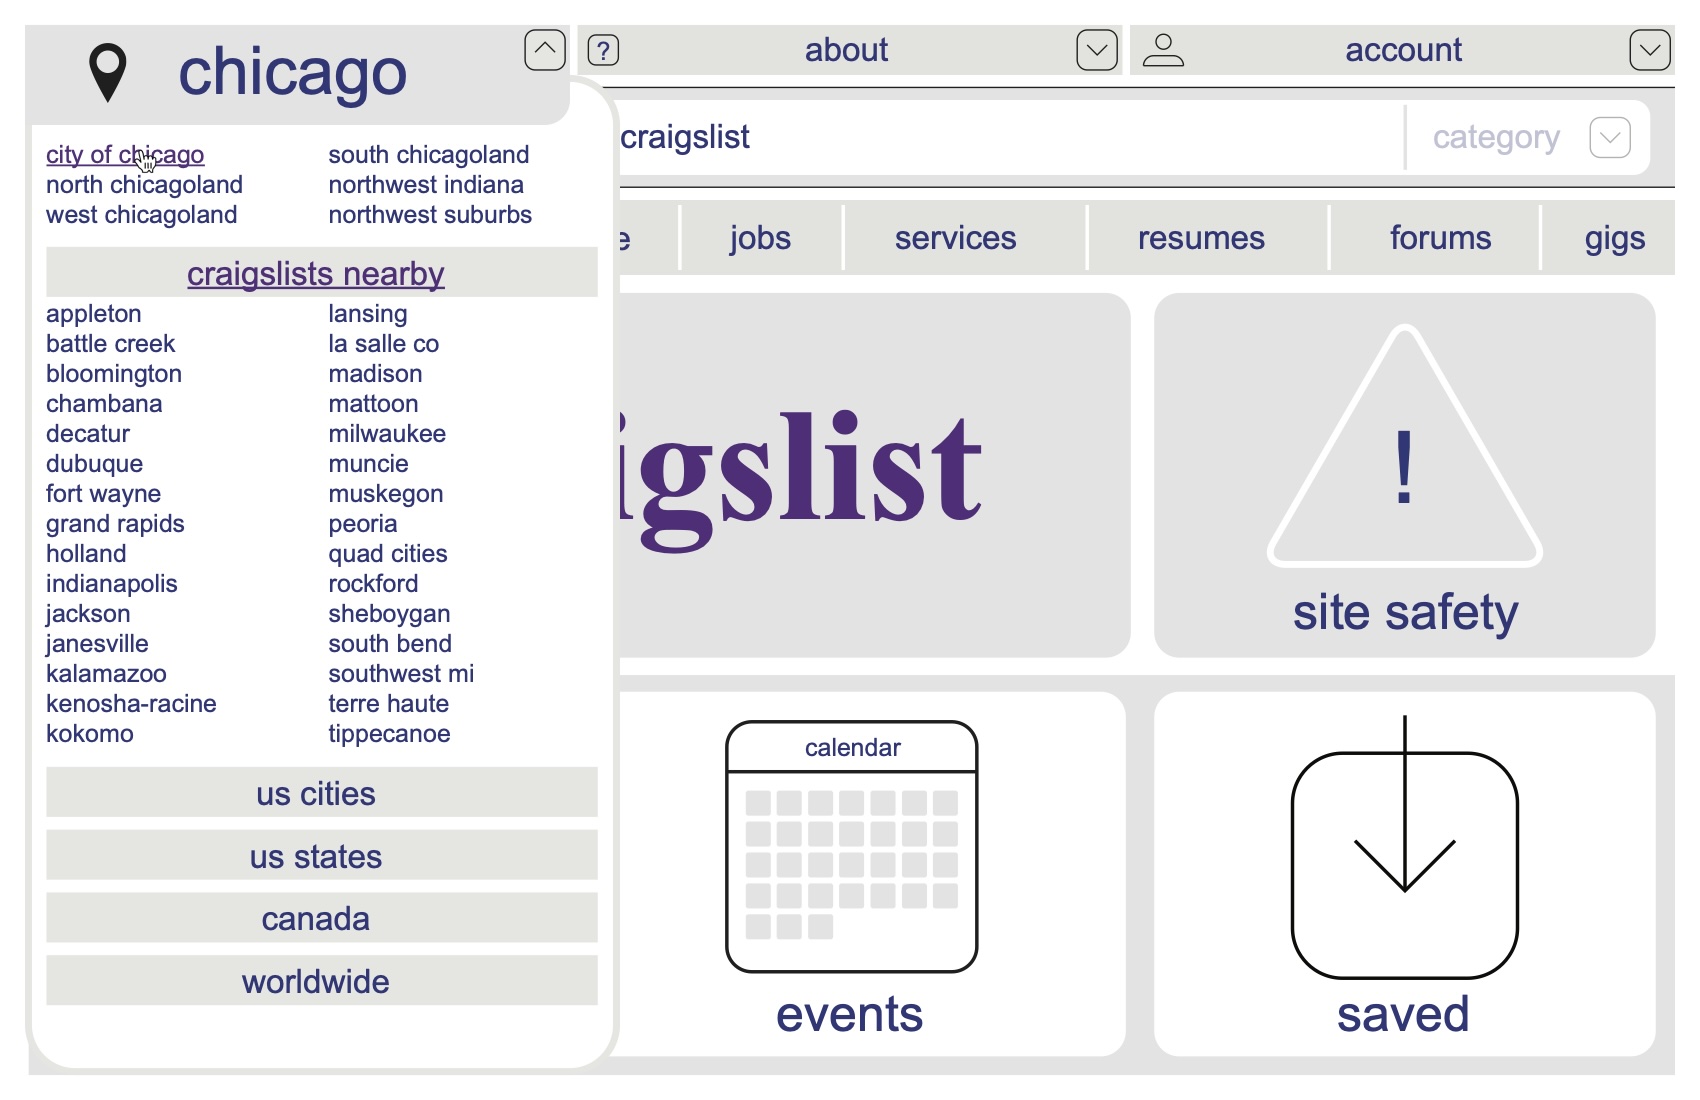 chicago
? about
account
city of chicago
north chicagoland
west chicagoland
south chicagoland
northwest indiana
northwest suburbs
craigslists nearby
appleton
battle creek
bloomington
chambana
decatur
dubuque
fort wayne
grand rapids
holland
indianapolis
jackson
janesville
kalamazoo
kenosha-racine
kokomo
lansing
la salle co
madison
mattoon
milwaukee
muncie
muskegon
peoria
quad cities
rockford
sheboygan
south bend
southwest mi
terre haute
tippecanoe
us cities
us states
canada
worldwide
craigslist
category
e
jobs
services
resumes
forums
gigs
igslist
!
site safety
calendar
events
saved